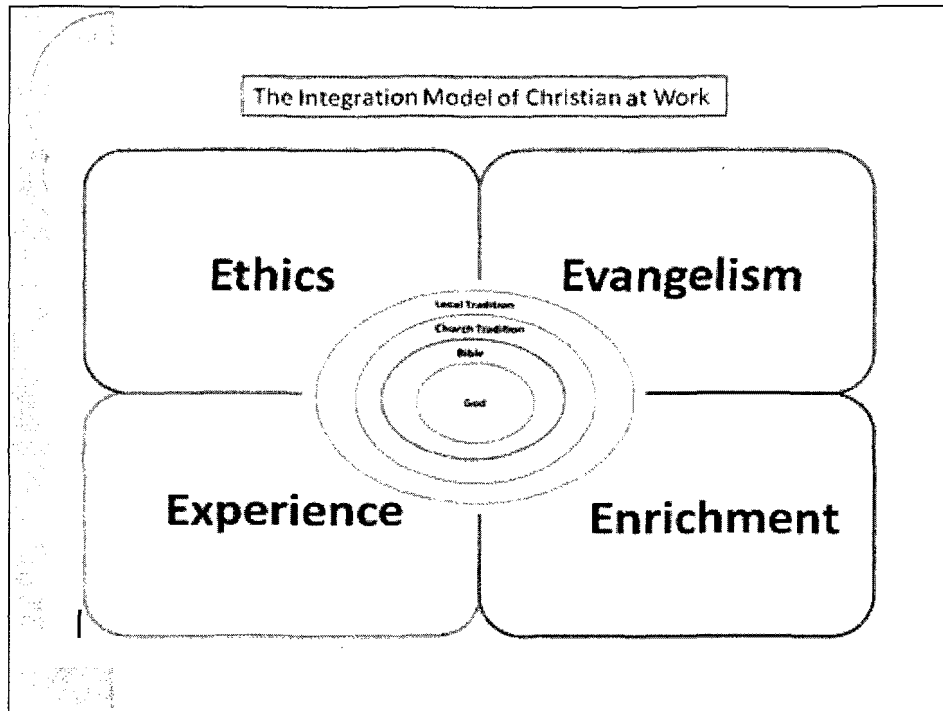 The Integration Model of Christian at Work
Ethics
Evangelism
Local Tradition
Church Tradition
Bible
God
Experience
Enrichment